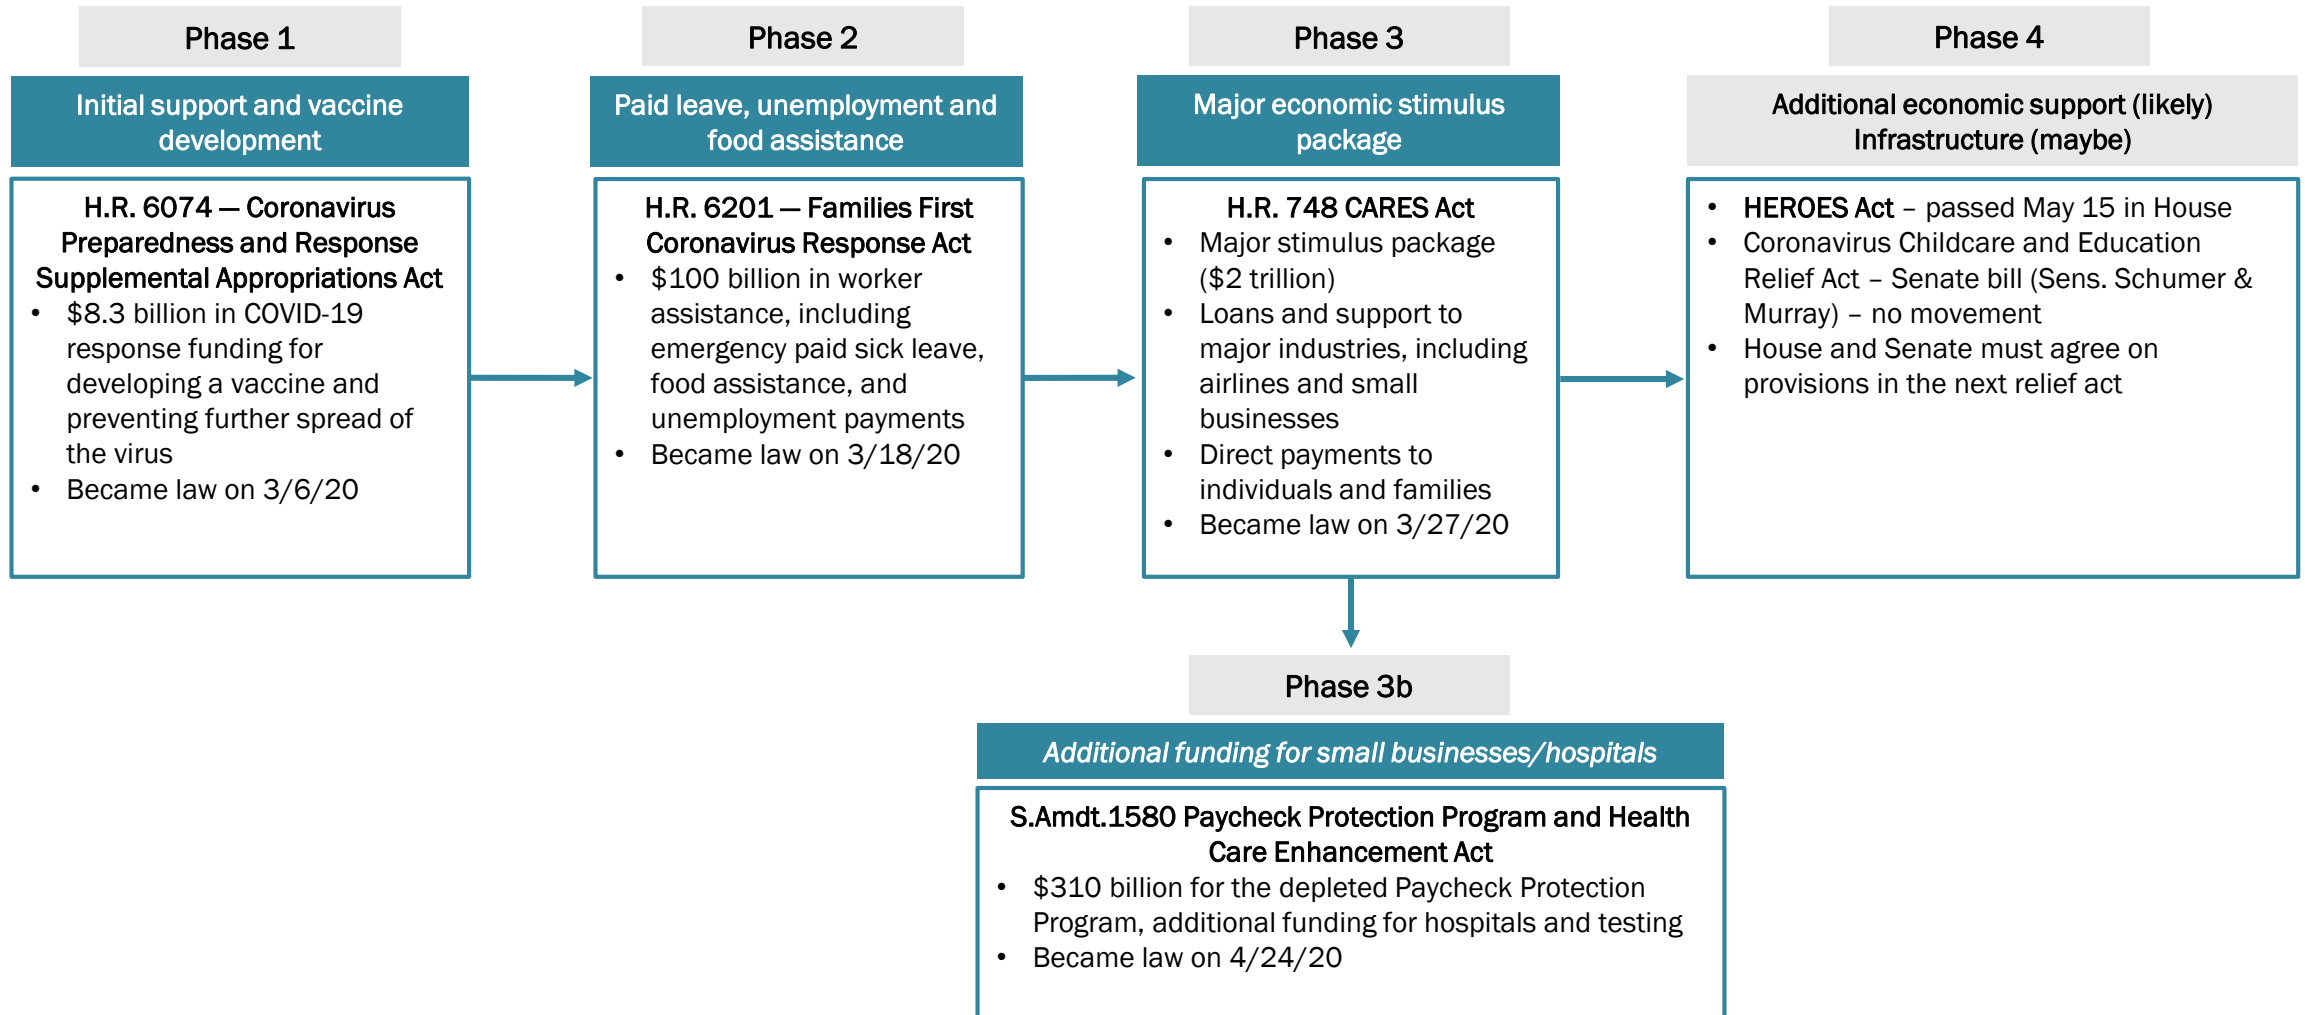 Phase 1
Initial support and vaccine
development
H.R. 6074 — Coronavirus
Preparedness and Response
Supplemental Appropriations Act
• $8.3 billion in COVID-19
response funding for
developing a vaccine and
preventing further spread of
the virus
• Became law on 3/6/20
Phase 2
Paid leave, unemployment and
food assistance
H.R. 6201 — Families First
Coronavirus Response Act
• $100 billion in worker
assistance, including
emergency paid sick leave,
food assistance, and
unemployment payments
• Became law on 3/18/20
Phase 3
Major economic stimulus
package
H.R. 748 CARES Act
• Major stimulus package
($2 trillion)
• Loans and support to
major industries, including
airlines and small
businesses
• Direct payments to
individuals and families
• Became law on 3/27/20
Phase 4
Additional economic support (likely)
Infrastructure (maybe)
• HEROES Act – passed May 15 in House
• Coronavirus Childcare and Education
Relief Act – Senate bill (Sens. Schumer &
Murray) – no movement
• House and Senate must agree on
provisions in the next relief act
Phase 3b
Additional funding for small businesses/hospitals
S.Amdt.1580 Paycheck Protection Program and Health
Care Enhancement Act
• $310 billion for the depleted Paycheck Protection
Program, additional funding for hospitals and testing
• Became law on 4/24/20